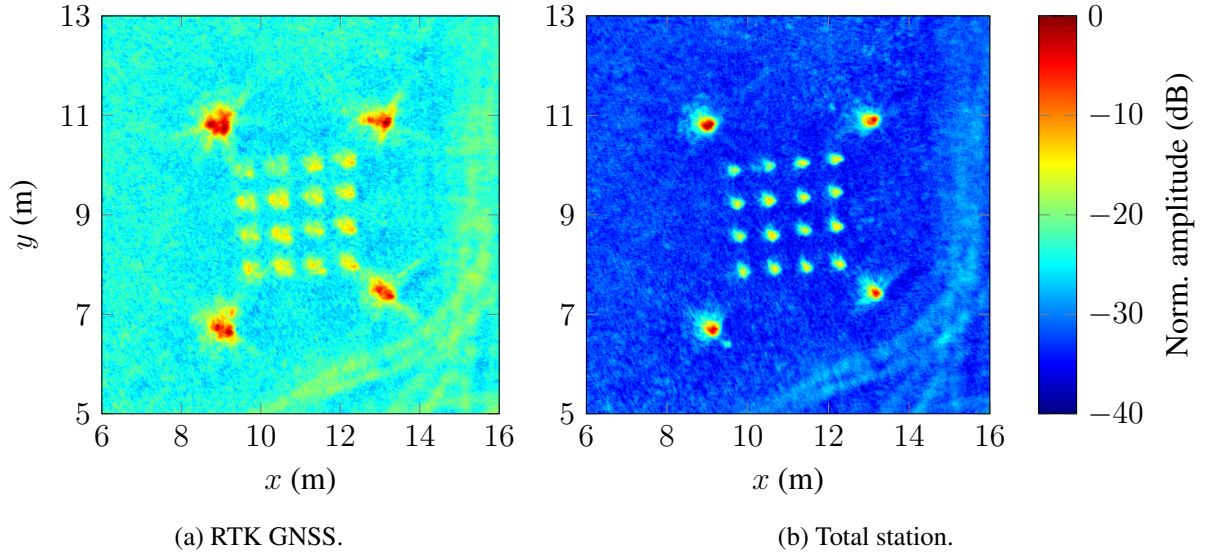 13
11
9
7
5
y (m)
6 8 10 12 14 16
x (m)
6 8 10 12 14 16
x (m)
0
−10
−20
−30
−40
Norm. amplitude (dB)
(a) RTK GNSS.
(b) Total station.
13
11
9
7
5